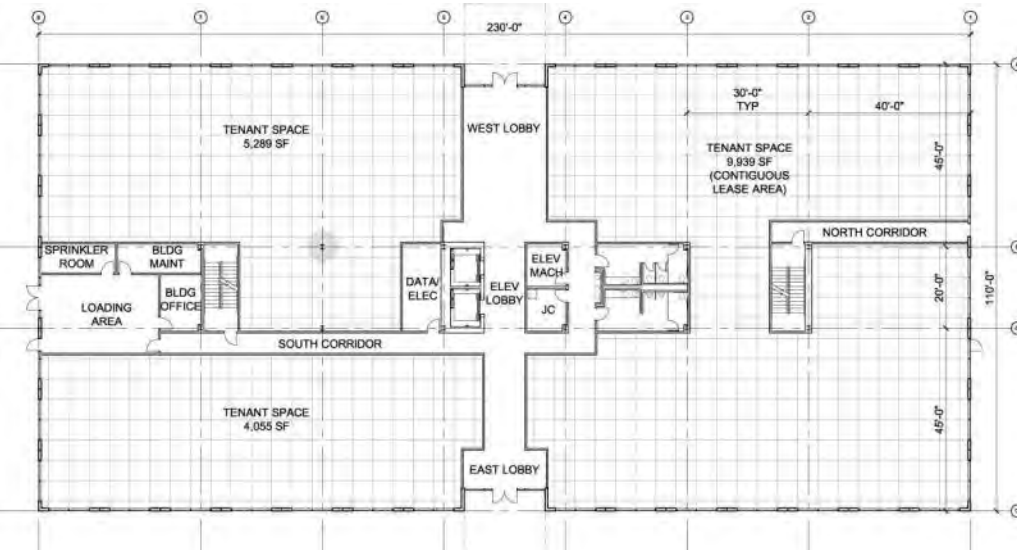 230'-0"
TENANT SPACE
5,289 SF
WEST LOBBY
30'-0"
TYP
40'-0"
TENANT SPACE
9,939 SF
(CONTIGUOUS
LEASE AREA)
45'-0"
NORTH CORRIDOR
SPRINKLER
ROOM
BLDG
MAINT
BLDG
OFFICE
LOADING
AREA
DATA/
ELEC
ELEV
LOBBY
ELEV
MACH
JC
20'-0"
110'-0"
SOUTH CORRIDOR
TENANT SPACE
4,055 SF
45'-0"
EAST LOBBY